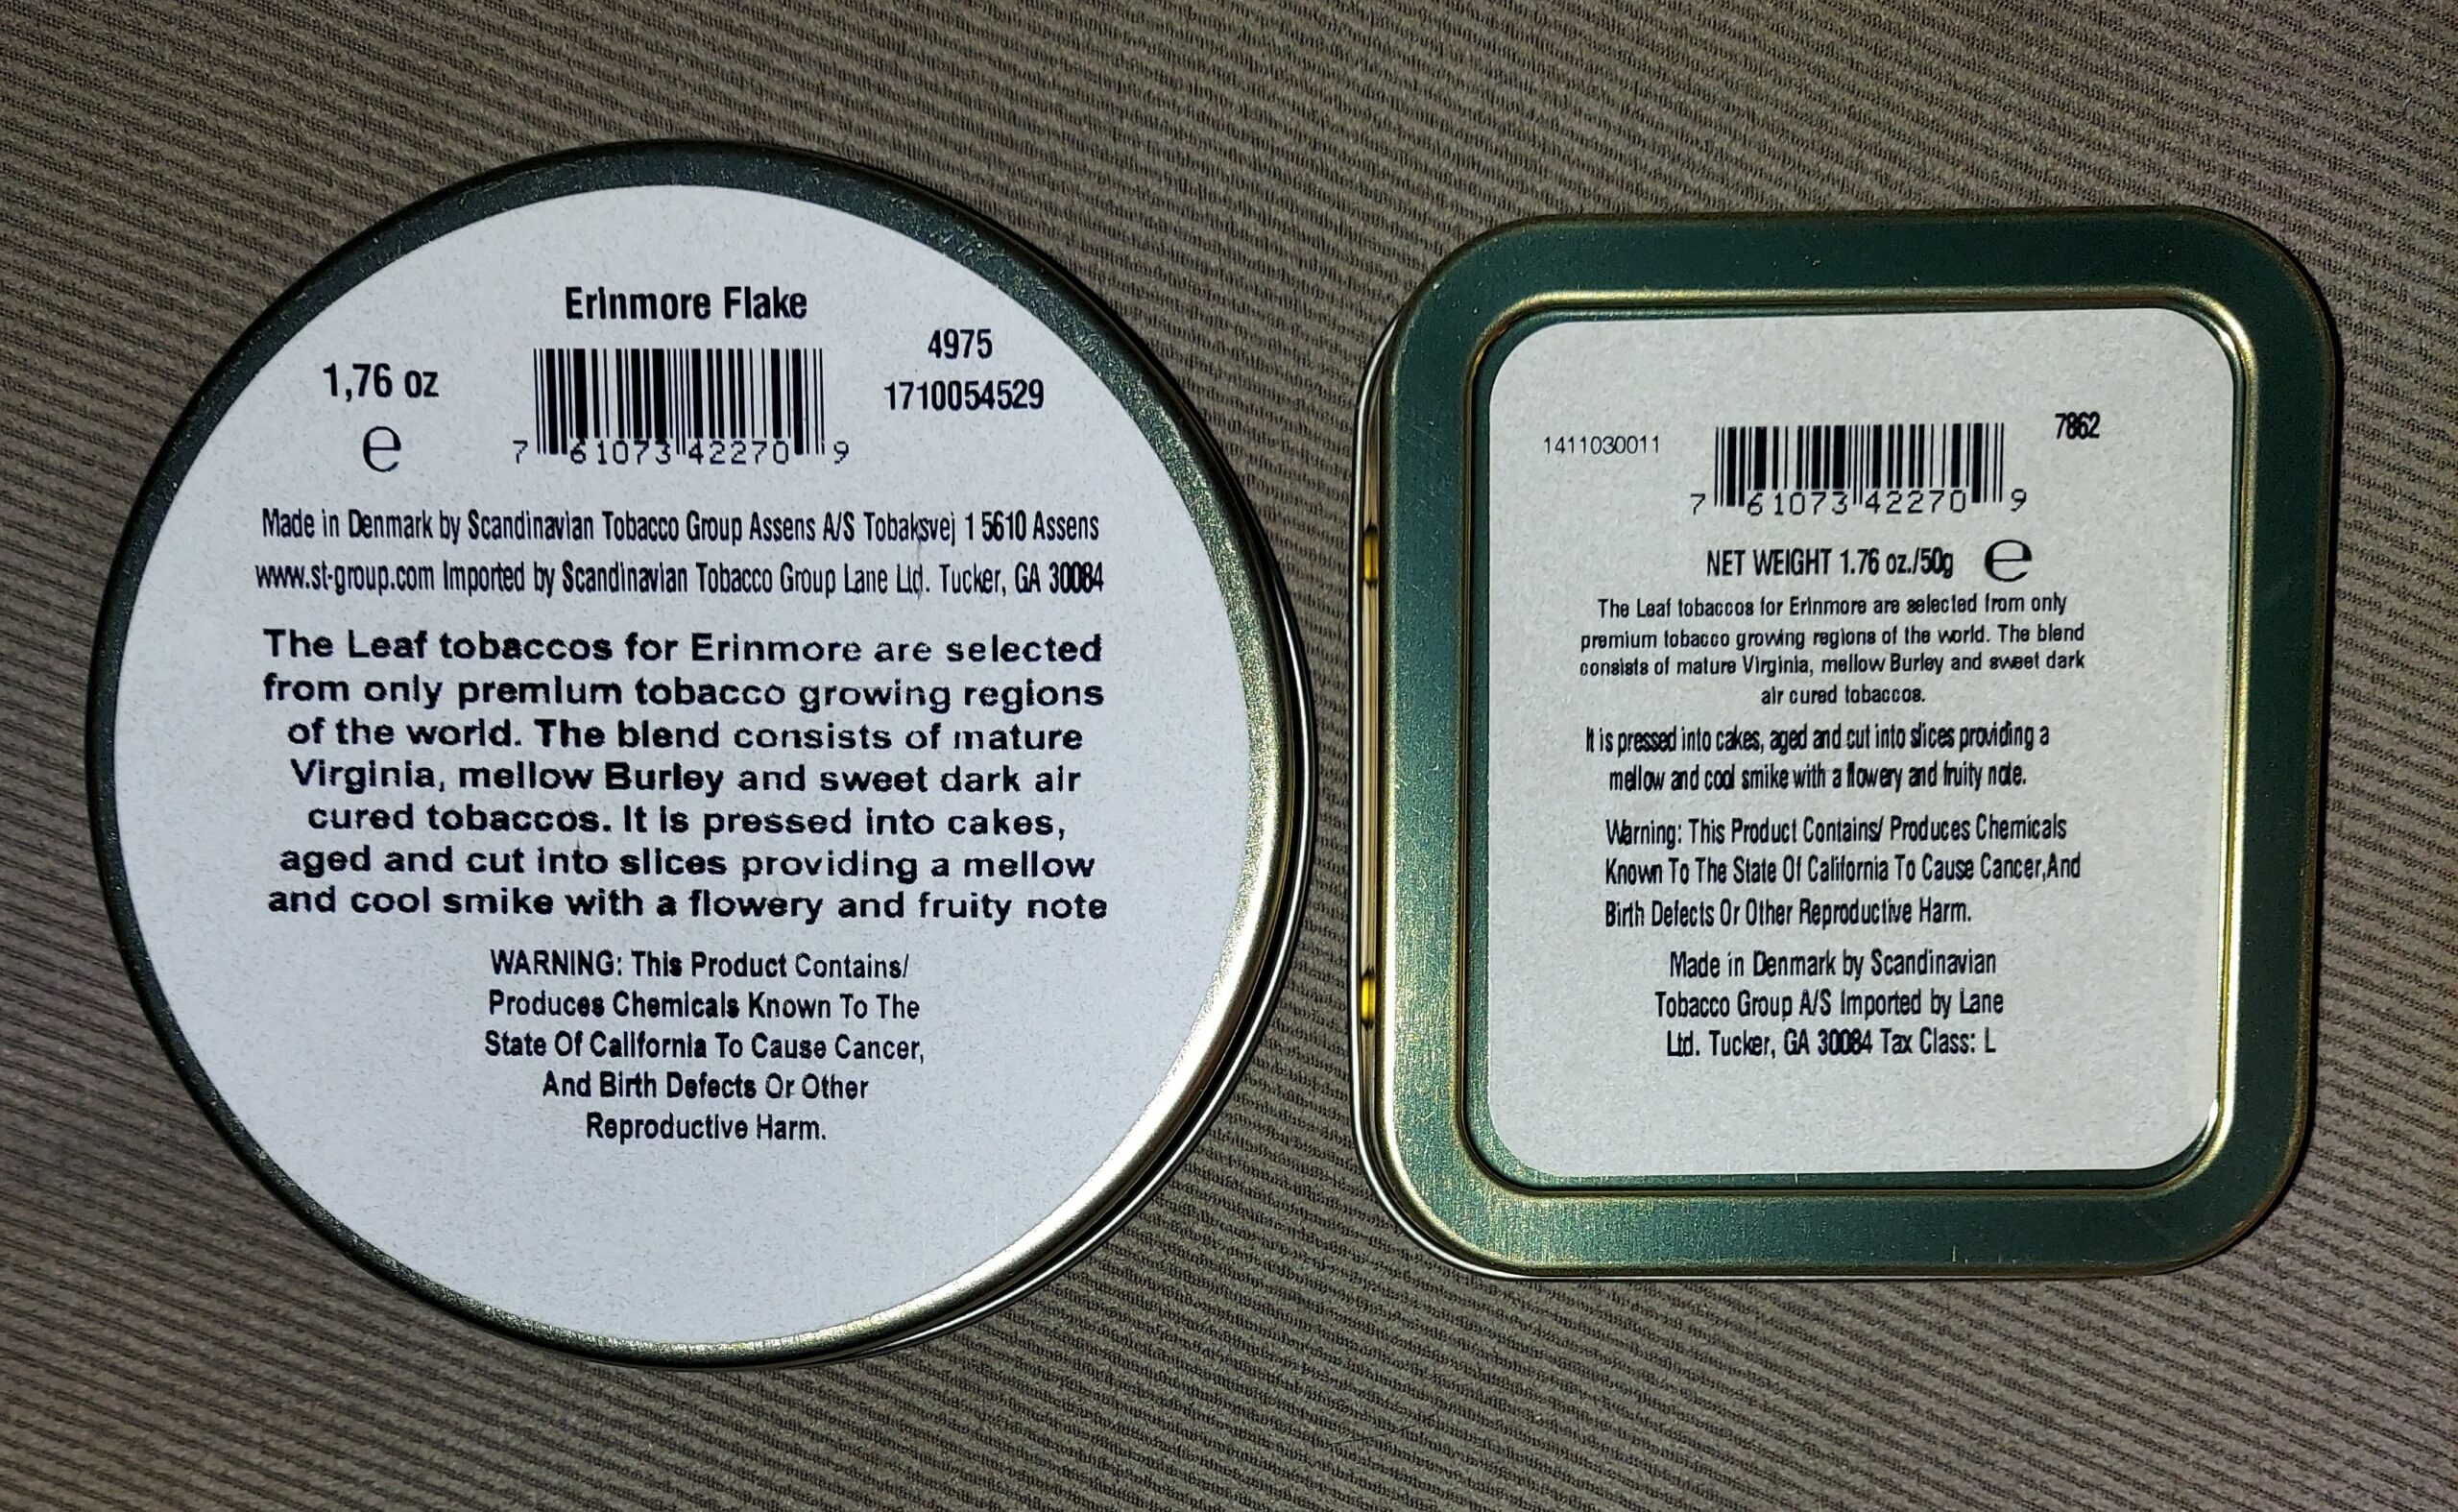 Erinmore Flake
1,76 oz
e
7 61073 42270 9
4975
1710054529
Made in Denmark by Scandinavian Tobacco Group Assens A/S Tobaksvej 1 5610 Assens
www.st-group.com Imported by Scandinavian Tobacco Group Lane Ltd. Tucker, GA 30084
The Leaf tobaccos for Erinmore are selected
from only premium tobacco growing regions
of the world. The blend consists of mature
Virginia, mellow Burley and sweet dark air
cured tobaccos. It is pressed into cakes,
aged and cut into slices providing a mellow
and cool smike with a flowery and fruity note
WARNING: This Product Contains/
Produces Chemicals Known To The
State Of California To Cause Cancer,
And Birth Defects Or Other
Reproductive Harm.
1411030011
7 61073 42270 9
7862
NET WEIGHT 1.76 oz./50g e
The Leaf tobaccos for Erinmore are selected from only
premium tobacco growing regions of the world. The blend
consists of mature Virginia, mellow Burley and sweet dark
air cured tobaccos.
It is pressed into cakes, aged and cut into slices providing a
mellow and cool smike with a flowery and fruity note.
Warning: This Product Contains/ Produces Chemicals
Known To The State Of California To Cause Cancer,And
Birth Defects Or Other Reproductive Harm.
Made in Denmark by Scandinavian
Tobacco Group A/S Imported by Lane
Ltd. Tucker, GA 30084 Tax Class: L